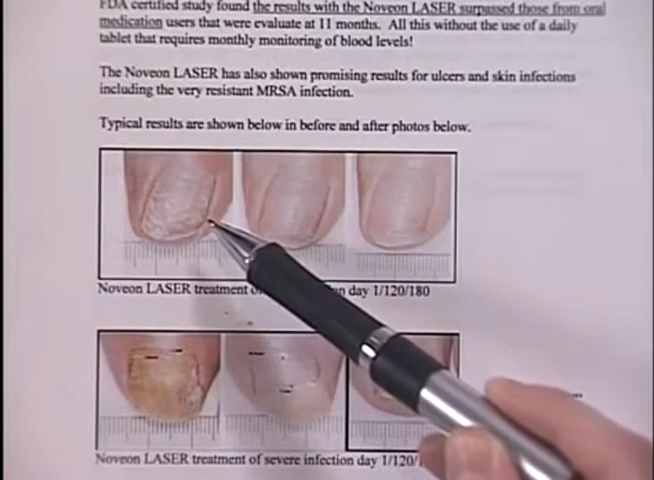 FDA certified study found the results with the Noveon LASER surpassed those from oral
medication users that were evaluate at 11 months. All this without the use of a daily
tablet that requires monthly monitoring of blood levels!
The Noveon LASER has also shown promising results for ulcers and skin infections
including the very resistant MRSA infection.
Typical results are shown below in before and after photos below.
Noveon LASER treatment day 1/120/180
Noveon LASER treatment of severe infection day 1/120/